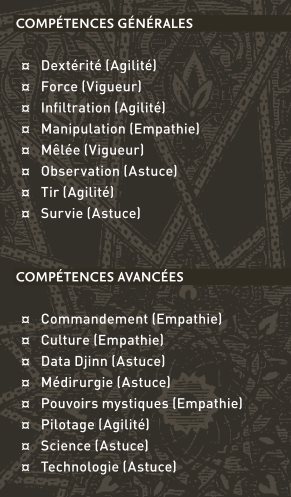 COMPÉTENCES GÉNÉRALES
¤ Dextérité (Agilité)
¤ Force (Vigueur)
¤ Infiltration (Agilité)
¤ Manipulation (Empathie)
¤ Mêlée (Vigueur)
¤ Observation (Astuce)
¤ Tir (Agilité)
¤ Survie (Astuce)
COMPÉTENCES AVANCÉES
¤ Commandement (Empathie)
¤ Culture (Empathie)
¤ Data Djinn (Astuce)
¤ Médirurgie (Astuce)
¤ Pouvoirs mystiques (Empathie)
¤ Pilotage (Agilité)
¤ Science (Astuce)
¤ Technologie (Astuce)